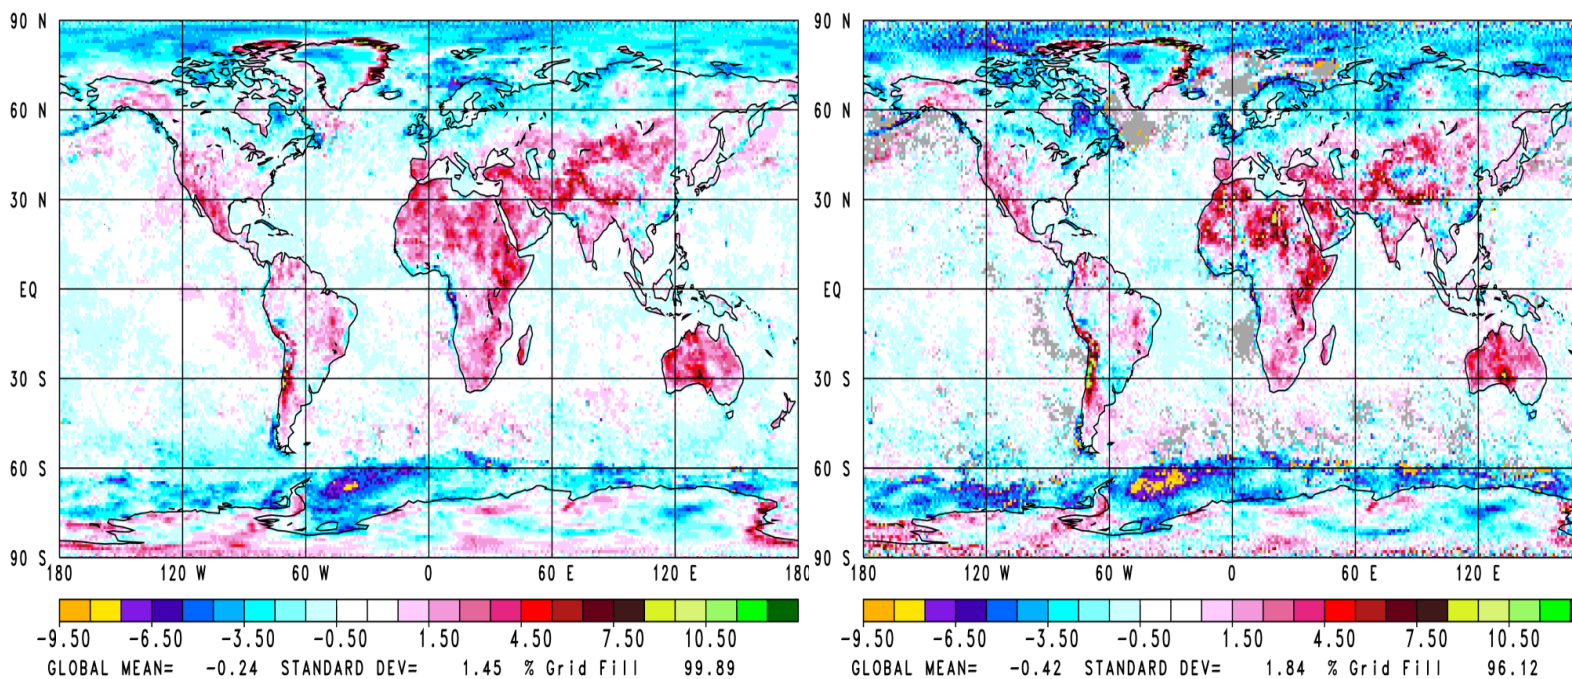 90 N
60 N
30 N
EQ
30 S
60 S
90 S
180 120 W 60 W 0 60 E 120 E 180
-9.50 -6.50 -3.50 -0.50 1.50 4.50 7.50 10.50
GLOBAL MEAN= -0.24 STANDARD DEV= 1.45 % Grid Fill 99.89
90 N
60 N
30 N
EQ
30 S
60 S
90 S
180 120 W 60 W 0 60 E 120 E
-9.50 -6.50 -3.50 -0.50 1.50 4.50 7.50 10.50
GLOBAL MEAN= -0.42 STANDARD DEV= 1.84 % Grid Fill 96.12